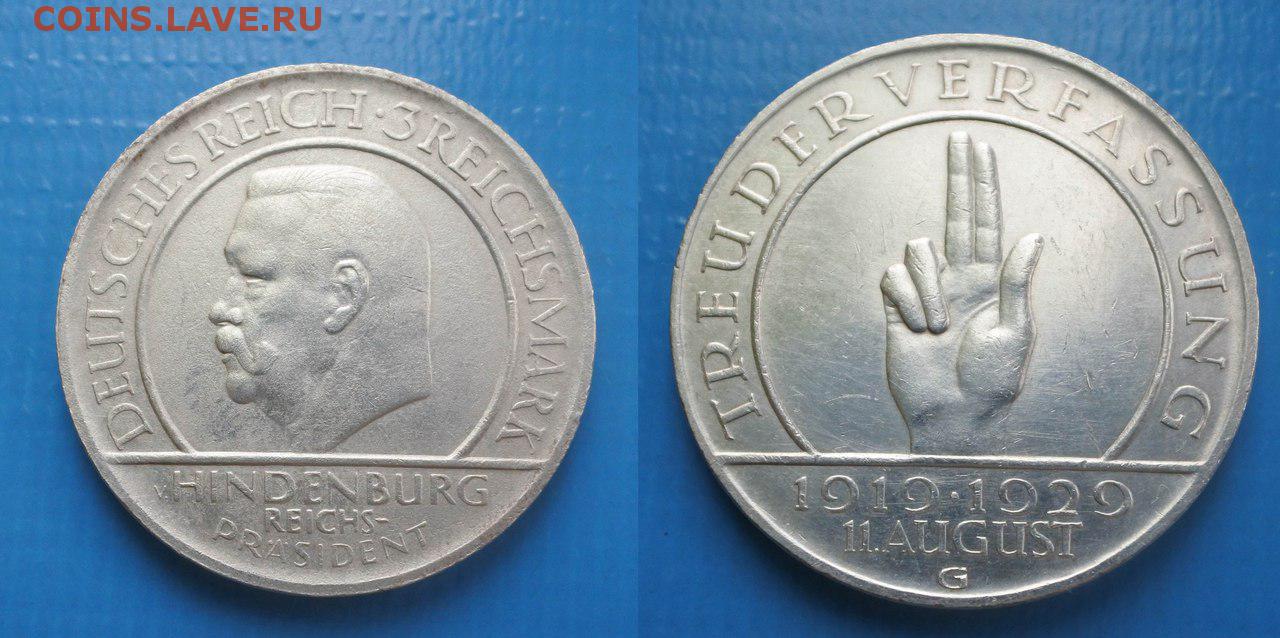 COINS.LAVE.RU
DEUTSCHES REICH · 3 REICHSMARK
v. HINDENBURG
REICHS-
PRÄSIDENT
TREU DER VERFASSUNG
1919 · 1929
11. AUGUST
G